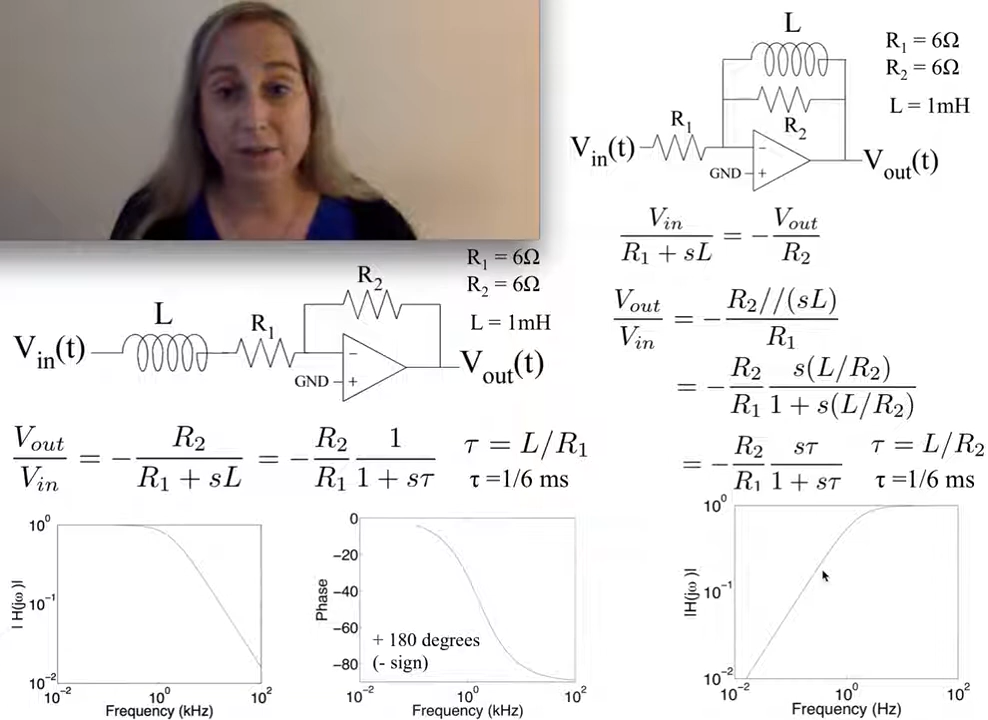 L
R₁ = 6Ω
R₂ = 6Ω
L = 1mH
R₁
R₂
V_in(t)
GND
−
+
V_out(t)
V_in / (R₁ + sL) = − V_out / R₂
V_out / V_in = − R₂//(sL) / R₁
= − (R₂ / R₁) s(L/R₂) / (1 + s(L/R₂))
= − (R₂ / R₁) sτ / (1 + sτ)
τ = L/R₂
τ =1/6 ms
|H(jω)|
10⁰
10⁻¹
10⁻²
10⁻² 10⁰ 10²
Frequency (Hz)
R₁ = 6Ω
R₂ = 6Ω
L = 1mH
R₂
L
R₁
V_in(t)
GND
−
+
V_out(t)
V_out / V_in = − R₂ / (R₁ + sL) = − (R₂ / R₁) 1 / (1 + sτ)
τ = L/R₁
τ =1/6 ms
| H(jω )|
10⁰
10⁻¹
10⁻²
10⁻² 10⁰ 10²
Frequency (kHz)
Phase
0
−20
−40
−60
−80
+ 180 degrees
(- sign)
10⁻² 10⁰ 10²
Frequency (kHz)